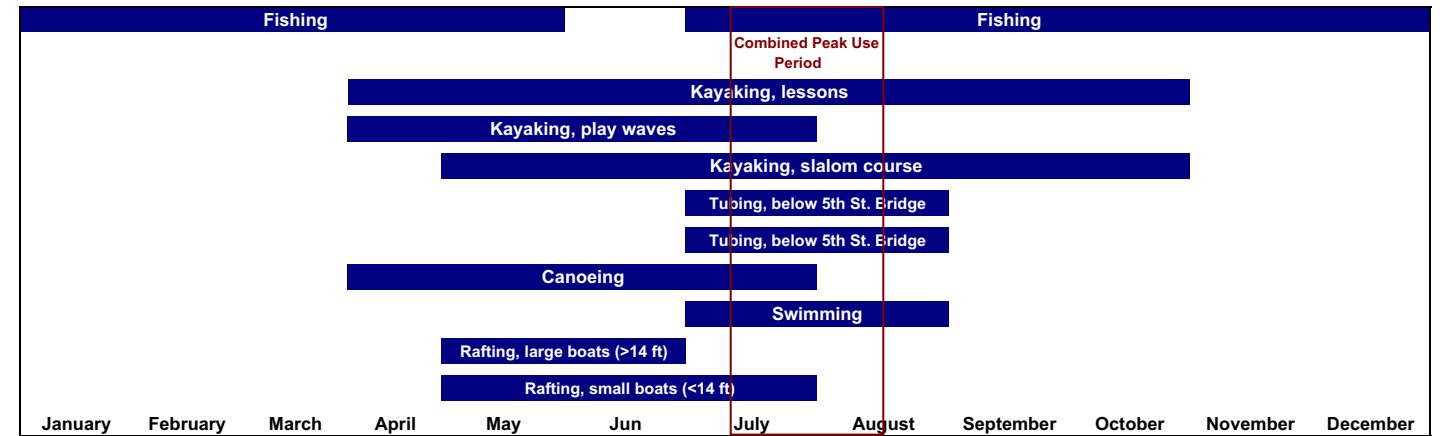 Fishing Fishing
Combined Peak Use
Period
Kayaking, lessons
Kayaking, play waves
Kayaking, slalom course
Tubing, below 5th St. Bridge
Tubing, below 5th St. Bridge
Canoeing
Swimming
Rafting, large boats (>14 ft)
Rafting, small boats (<14 ft)
January February March April May Jun July August September October November December